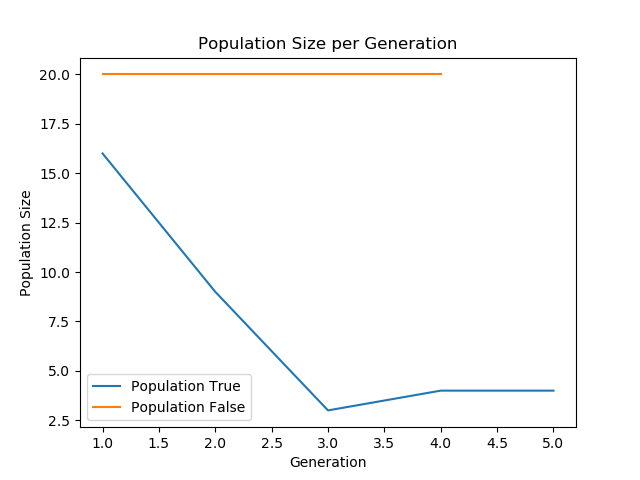 Population Size per Generation
20.0
17.5
15.0
12.5
10.0
7.5
5.0
2.5
Population Size
Population True
Population False
1.0 1.5 2.0 2.5 3.0 3.5 4.0 4.5 5.0
Generation